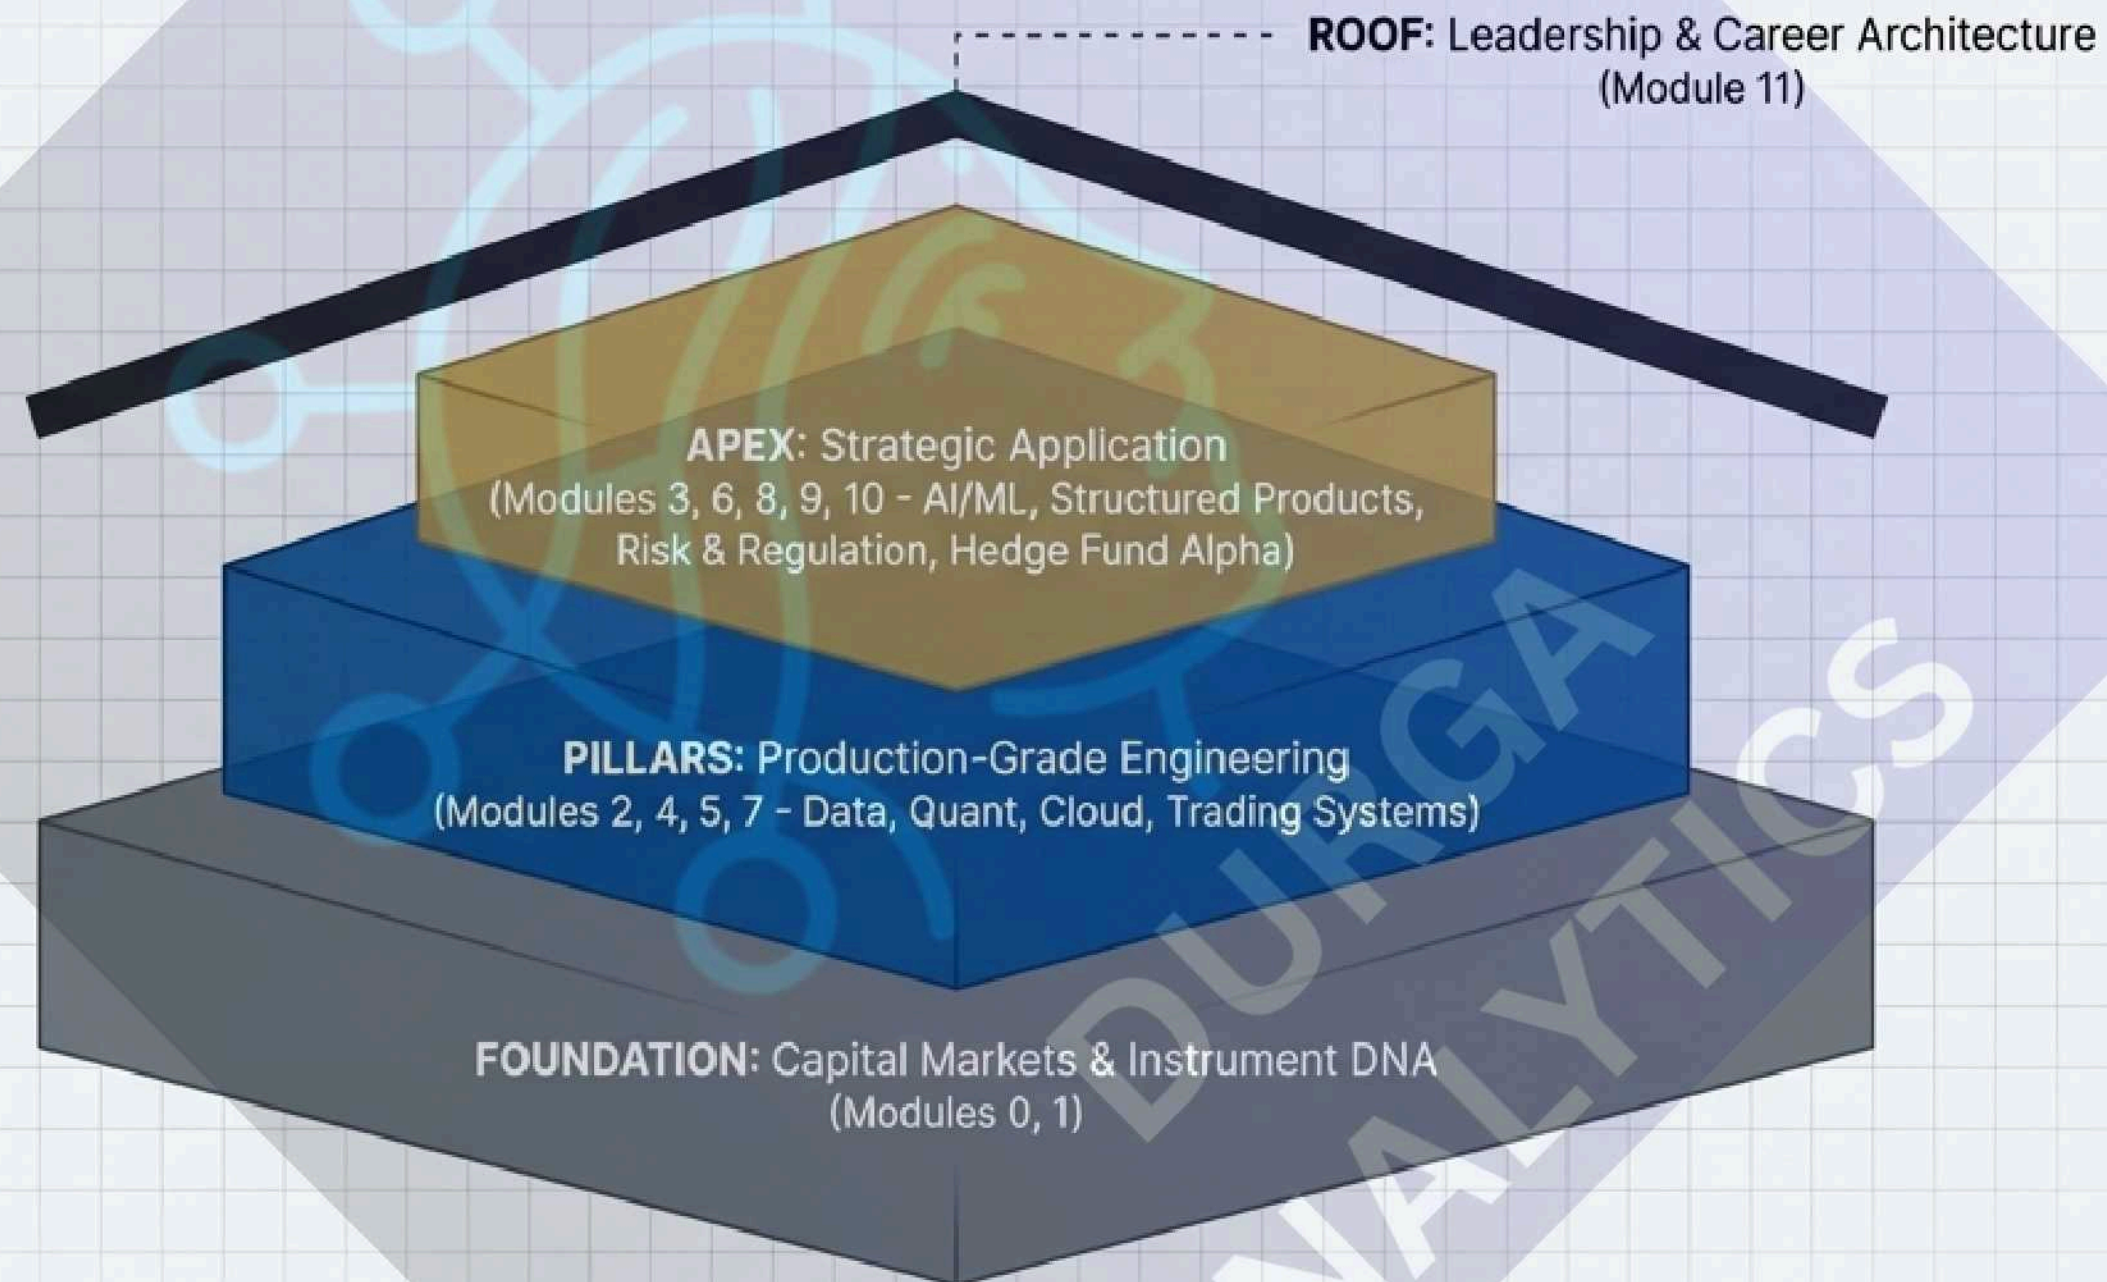 ROOF: Leadership & Career Architecture
(Module 11)
APEX: Strategic Application
(Modules 3, 6, 8, 9, 10 - AI/ML, Structured Products,
Risk & Regulation, Hedge Fund Alpha)
PILLARS: Production-Grade Engineering
(Modules 2, 4, 5, 7 - Data, Quant, Cloud, Trading Systems)
FOUNDATION: Capital Markets & Instrument DNA
(Modules 0, 1)
DURGA
NALYTICS